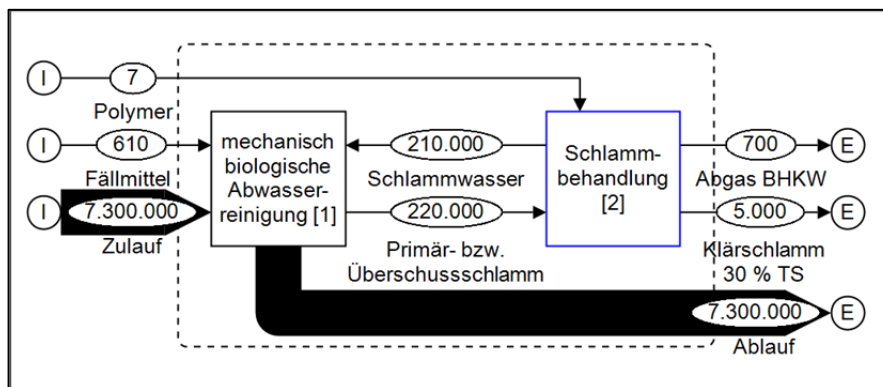 I
7
Polymer
I
610
Fällmittel
I
7.300.000
Zulauf
mechanisch
biologische
Abwasser-
reinigung [1]
210.000
Schlammwasser
220.000
Primär- bzw.
Überschussschlamm
Schlamm-
behandlung
[2]
700
E
Abgas BHKW
5.000
E
Klärschlamm
30 % TS
7.300.000
E
Ablauf